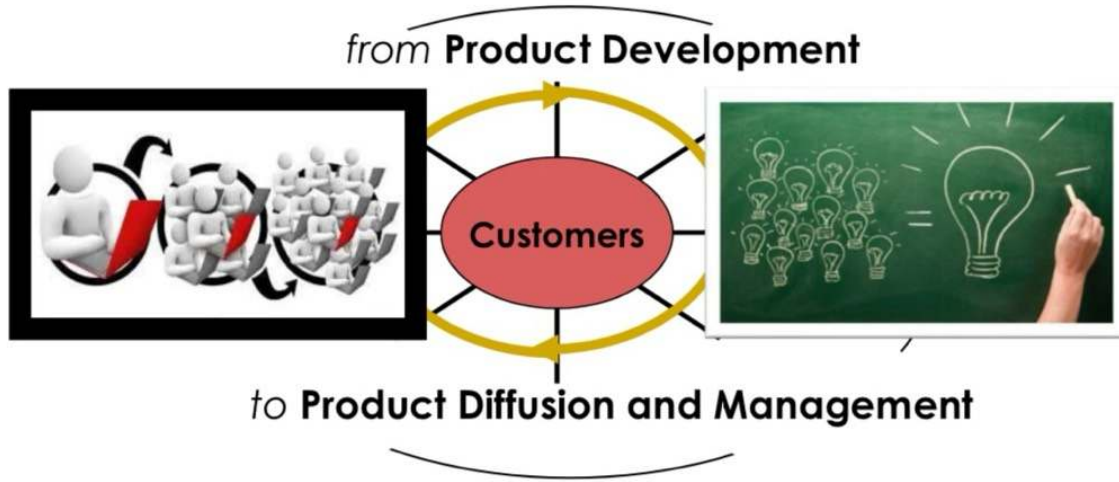 from Product Development
Customers
=
to Product Diffusion and Management